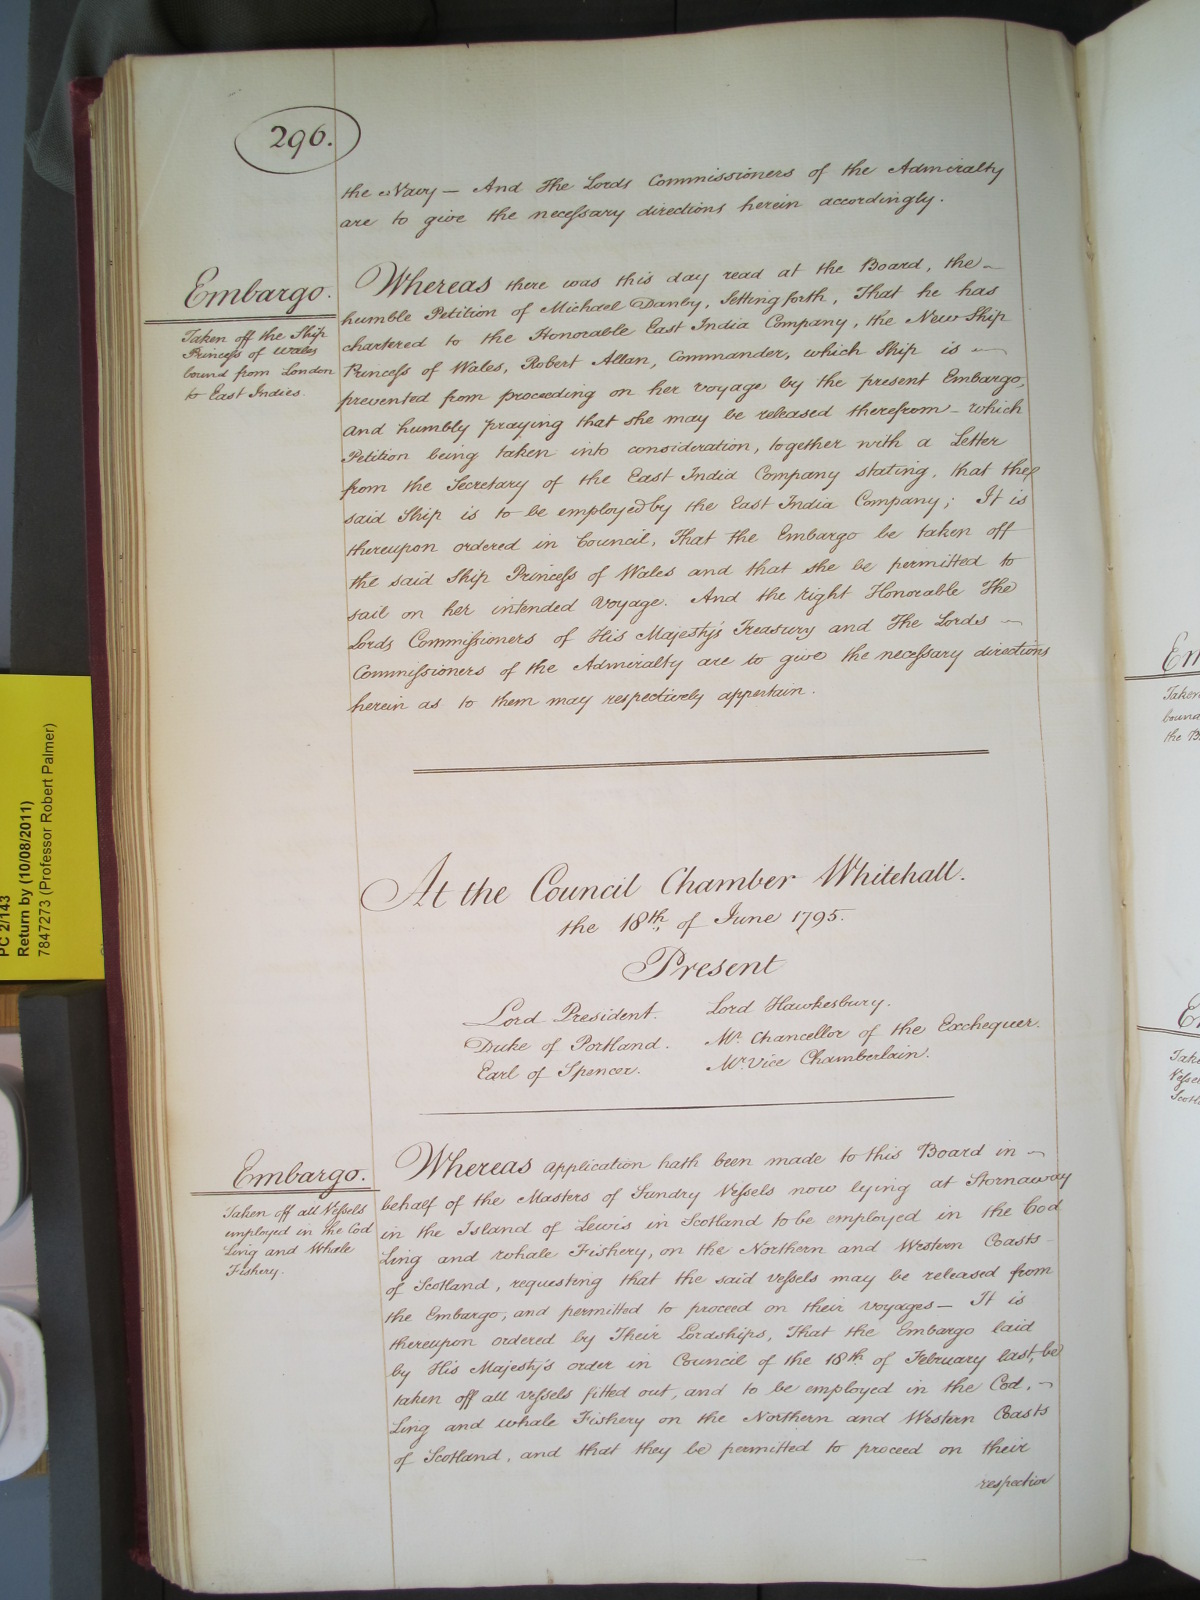 296.
the Navy — And The Lords Commissioners of the Admiralty
are to give the necessary directions herein accordingly.
Embargo.
Taken off the Ship
Princess of Wales
bound from London
to East Indies.
Whereas there was this day read at the Board, the
humble Petition of Michael Danby, Setting forth, That he has
chartered to the Honorable East India Company, the New Ship
Princess of Wales, Robert Allan, Commander, which Ship is
prevented from proceeding on her voyage by the present Embargo,
and humbly praying that she may be released therefrom - which
Petition being taken into consideration, together with a Letter
from the Secretary of the East India Company stating, that the
said Ship is to be employed by the East India Company; It is
thereupon ordered in Council, That the Embargo be taken off
the said Ship Princess of Wales and that she be permitted to
sail on her intended Voyage. And the right Honorable The
Lords Commissioners of His Majesty's Treasury and The Lords
Commissioners of the Admiralty are to give the necessary directions
herein as to them may respectively appertain.
At the Council Chamber Whitehall.
the 18th of June 1795.
Present
Lord President. Lord Hawkesbury.
Duke of Portland. Mr. Chancellor of the Exchequer.
Earl of Spencer. Mr. Vice Chamberlain.
Embargo.
Taken off all Vessels
employed in the Cod
Ling and Whale
Fishery.
Whereas application hath been made to this Board in
behalf of the Masters of Sundry Vessels now lying at Stornaway
in the Island of Lewis in Scotland to be employed in the Cod
Ling and whale Fishery, on the Northern and Western Coasts
of Scotland, requesting that the said vessels may be released from
the Embargo, and permitted to proceed on their voyages — It is
thereupon ordered by Their Lordships, That the Embargo laid
by His Majesty's order in Council of the 18th of February last, be
taken off all vessels fitted out, and to be employed in the Cod,
Ling and whale Fishery on the Northern and Western Coasts
of Scotland, and that they be permitted to proceed on their
respective
PC 2/143
Return by (10/08/2011)
7847273 (Professor Robert Palmer)
Em
Taken
bound
the B
E
Take
Vesse
Scotl